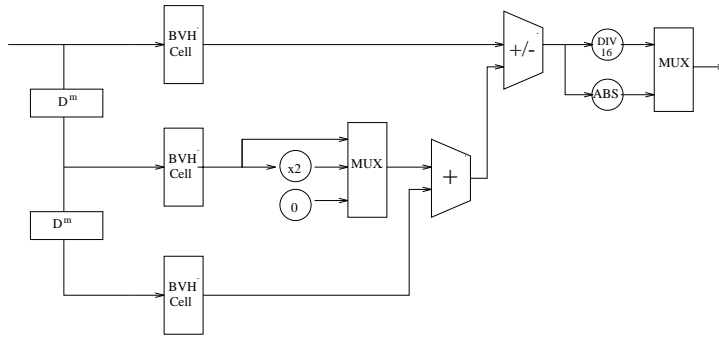 BVH
Cell
+/-
DIV
16
MUX
D^m
ABS
BVH
Cell
x2
MUX
+
0
D^m
BVH
Cell